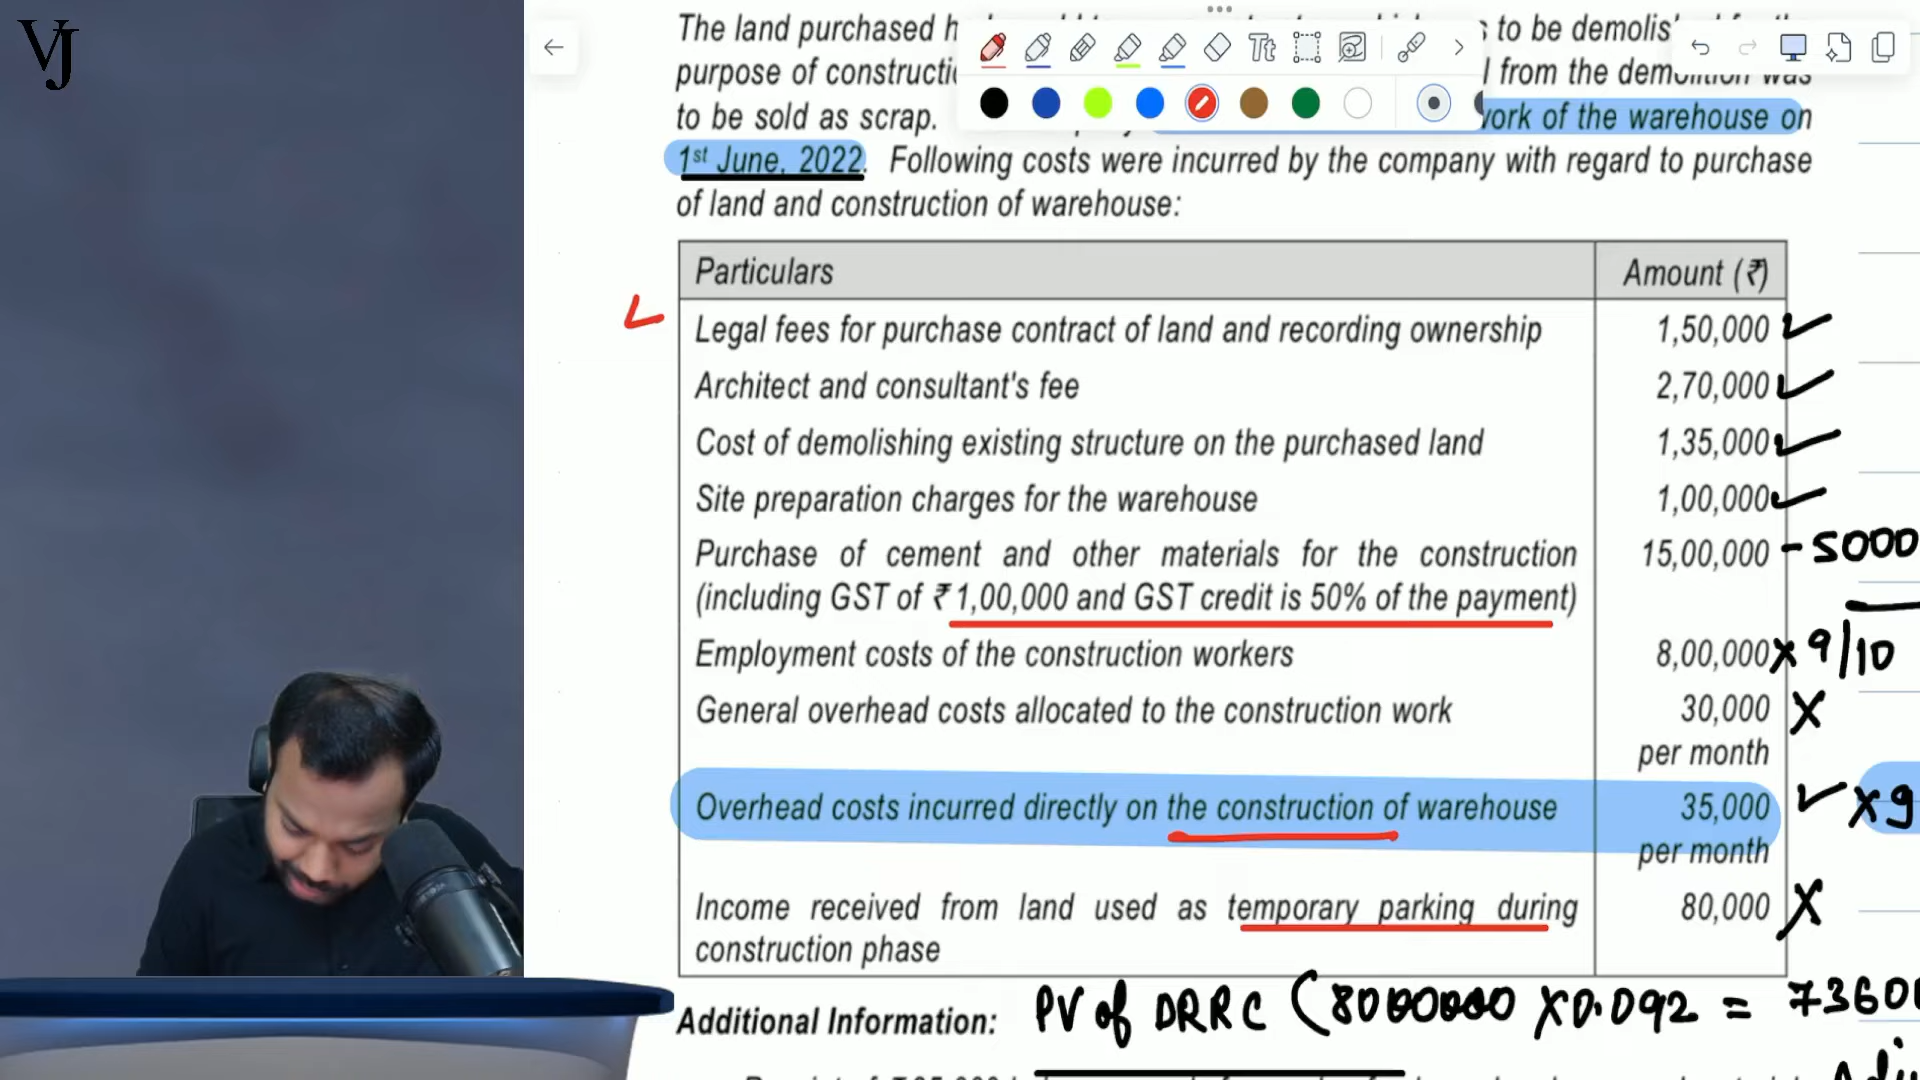 VJ
The land purchased h to be demolis
purpose of constructi from the demolition was
to be sold as scrap. work of the warehouse on
1st June, 2022. Following costs were incurred by the company with regard to purchase
of land and construction of warehouse:
Particulars Amount (₹)
Legal fees for purchase contract of land and recording ownership 1,50,000
Architect and consultant's fee 2,70,000
Cost of demolishing existing structure on the purchased land 1,35,000
Site preparation charges for the warehouse 1,00,000
Purchase of cement and other materials for the construction 15,00,000 - 5000
(including GST of ₹ 1,00,000 and GST credit is 50% of the payment)
Employment costs of the construction workers 8,00,000 x 9/10
General overhead costs allocated to the construction work 30,000 X
per month
Overhead costs incurred directly on the construction of warehouse 35,000 x 9
per month
Income received from land used as temporary parking during 80,000 X
construction phase
Additional Information: PV of DRRC (8000000 X0.092 = 7360